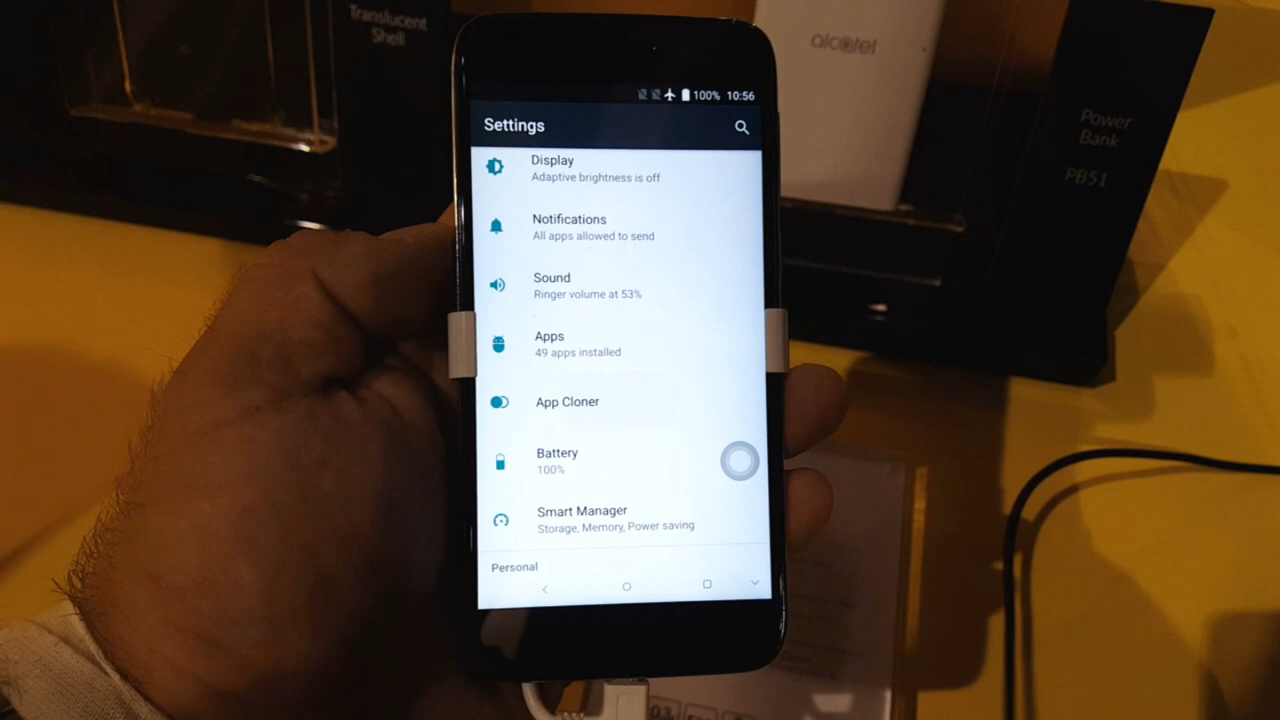 Translucent
Shell
alcatel
Power
Bank
PB51
100% 10:56
Settings
Display
Adaptive brightness is off
Notifications
All apps allowed to send
Sound
Ringer volume at 53%
Apps
49 apps installed
App Cloner
Battery
100%
Smart Manager
Storage, Memory, Power saving
Personal